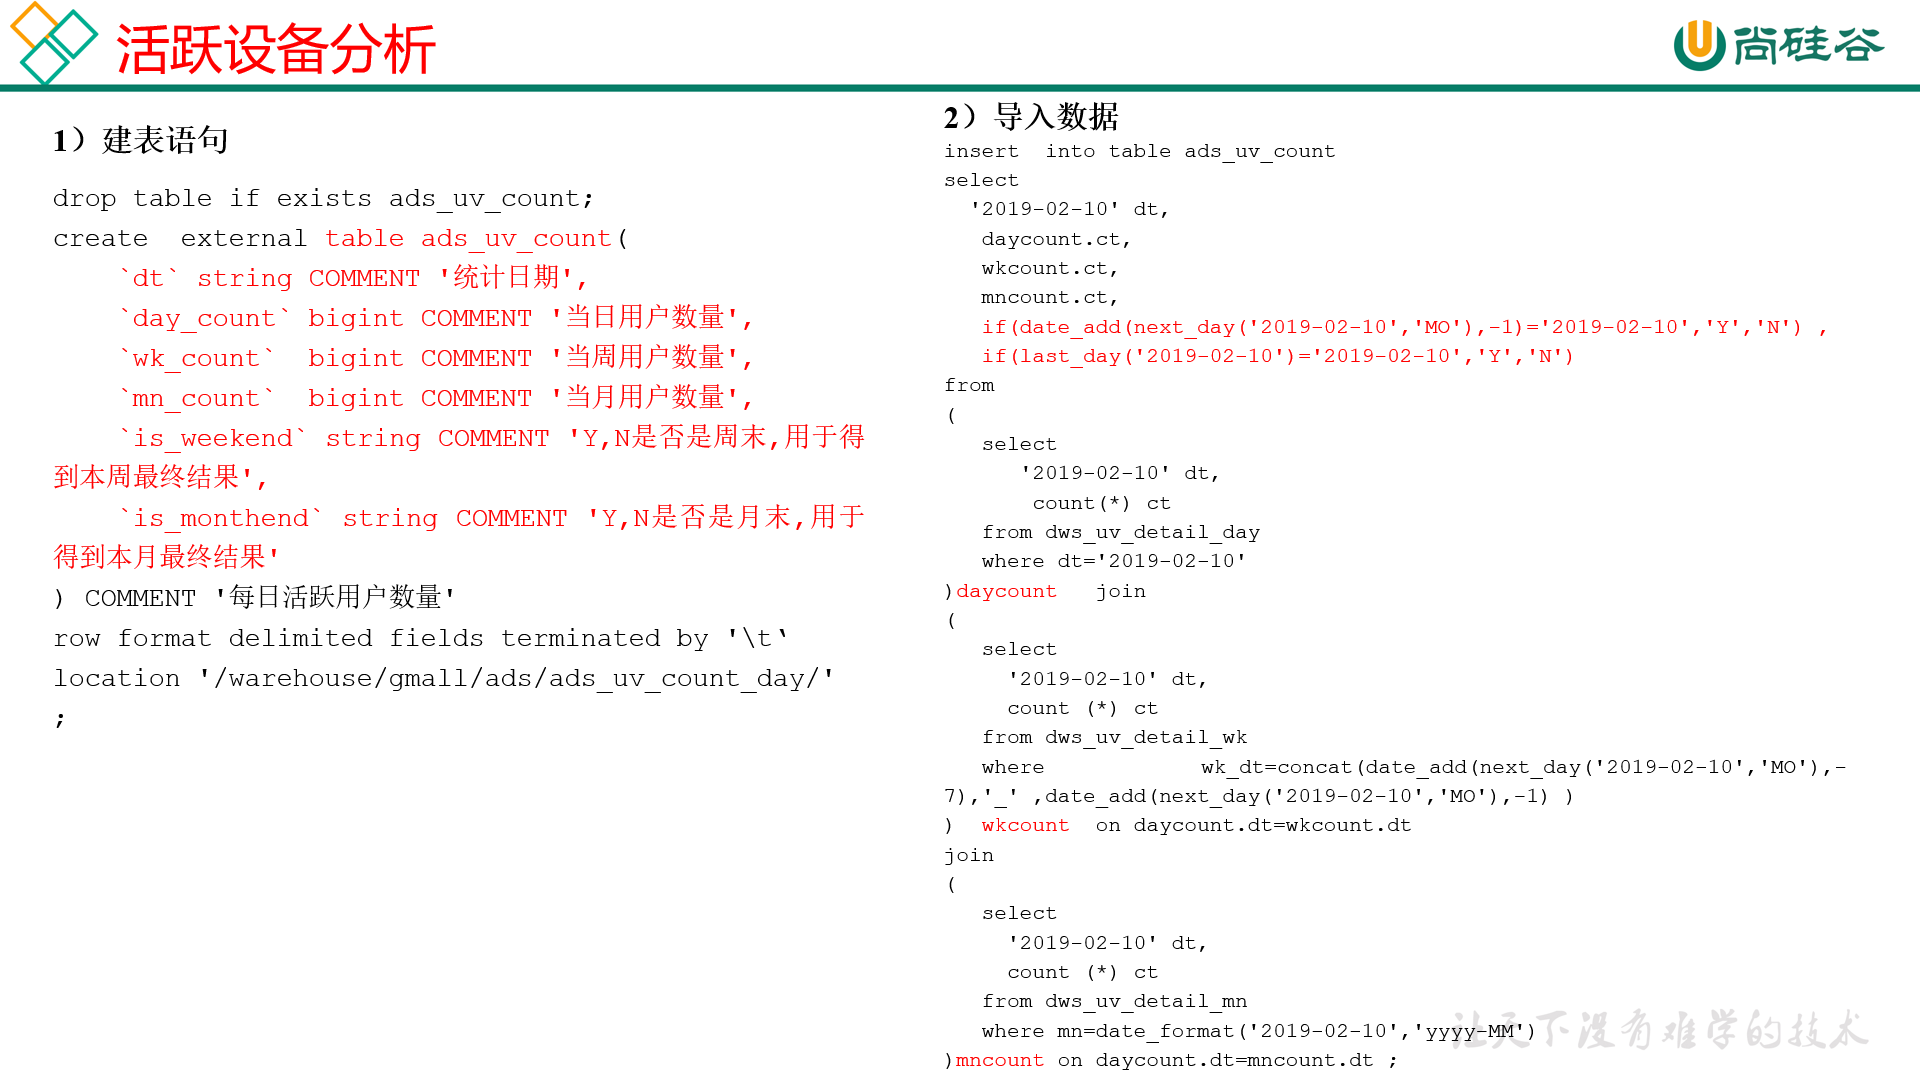 活跃设备分析
尚硅谷
1）建表语句
drop table if exists ads_uv_count;
create  external table ads_uv_count(
    `dt` string COMMENT '统计日期',
    `day_count` bigint COMMENT '当日用户数量',
    `wk_count`  bigint COMMENT '当周用户数量',
    `mn_count`  bigint COMMENT '当月用户数量',
    `is_weekend` string COMMENT 'Y,N是否是周末,用于得
到本周最终结果',
    `is_monthend` string COMMENT 'Y,N是否是月末,用于
得到本月最终结果'
) COMMENT '每日活跃用户数量'
row format delimited fields terminated by '\t‘
location '/warehouse/gmall/ads/ads_uv_count_day/'
;
2）导入数据
insert  into table ads_uv_count
select
  '2019-02-10' dt,
   daycount.ct,
   wkcount.ct,
   mncount.ct,
   if(date_add(next_day('2019-02-10','MO'),-1)='2019-02-10','Y','N') ,
   if(last_day('2019-02-10')='2019-02-10','Y','N')
from
(
   select
      '2019-02-10' dt,
       count(*) ct
   from dws_uv_detail_day
   where dt='2019-02-10'
)daycount   join
(
   select
     '2019-02-10' dt,
     count (*) ct
   from dws_uv_detail_wk
   where             wk_dt=concat(date_add(next_day('2019-02-10','MO'),-
7),'_' ,date_add(next_day('2019-02-10','MO'),-1) )
)  wkcount  on daycount.dt=wkcount.dt
join
(
   select
     '2019-02-10' dt,
     count (*) ct
   from dws_uv_detail_mn
   where mn=date_format('2019-02-10','yyyy-MM')
)mncount on daycount.dt=mncount.dt ;
让天下没有难学的技术